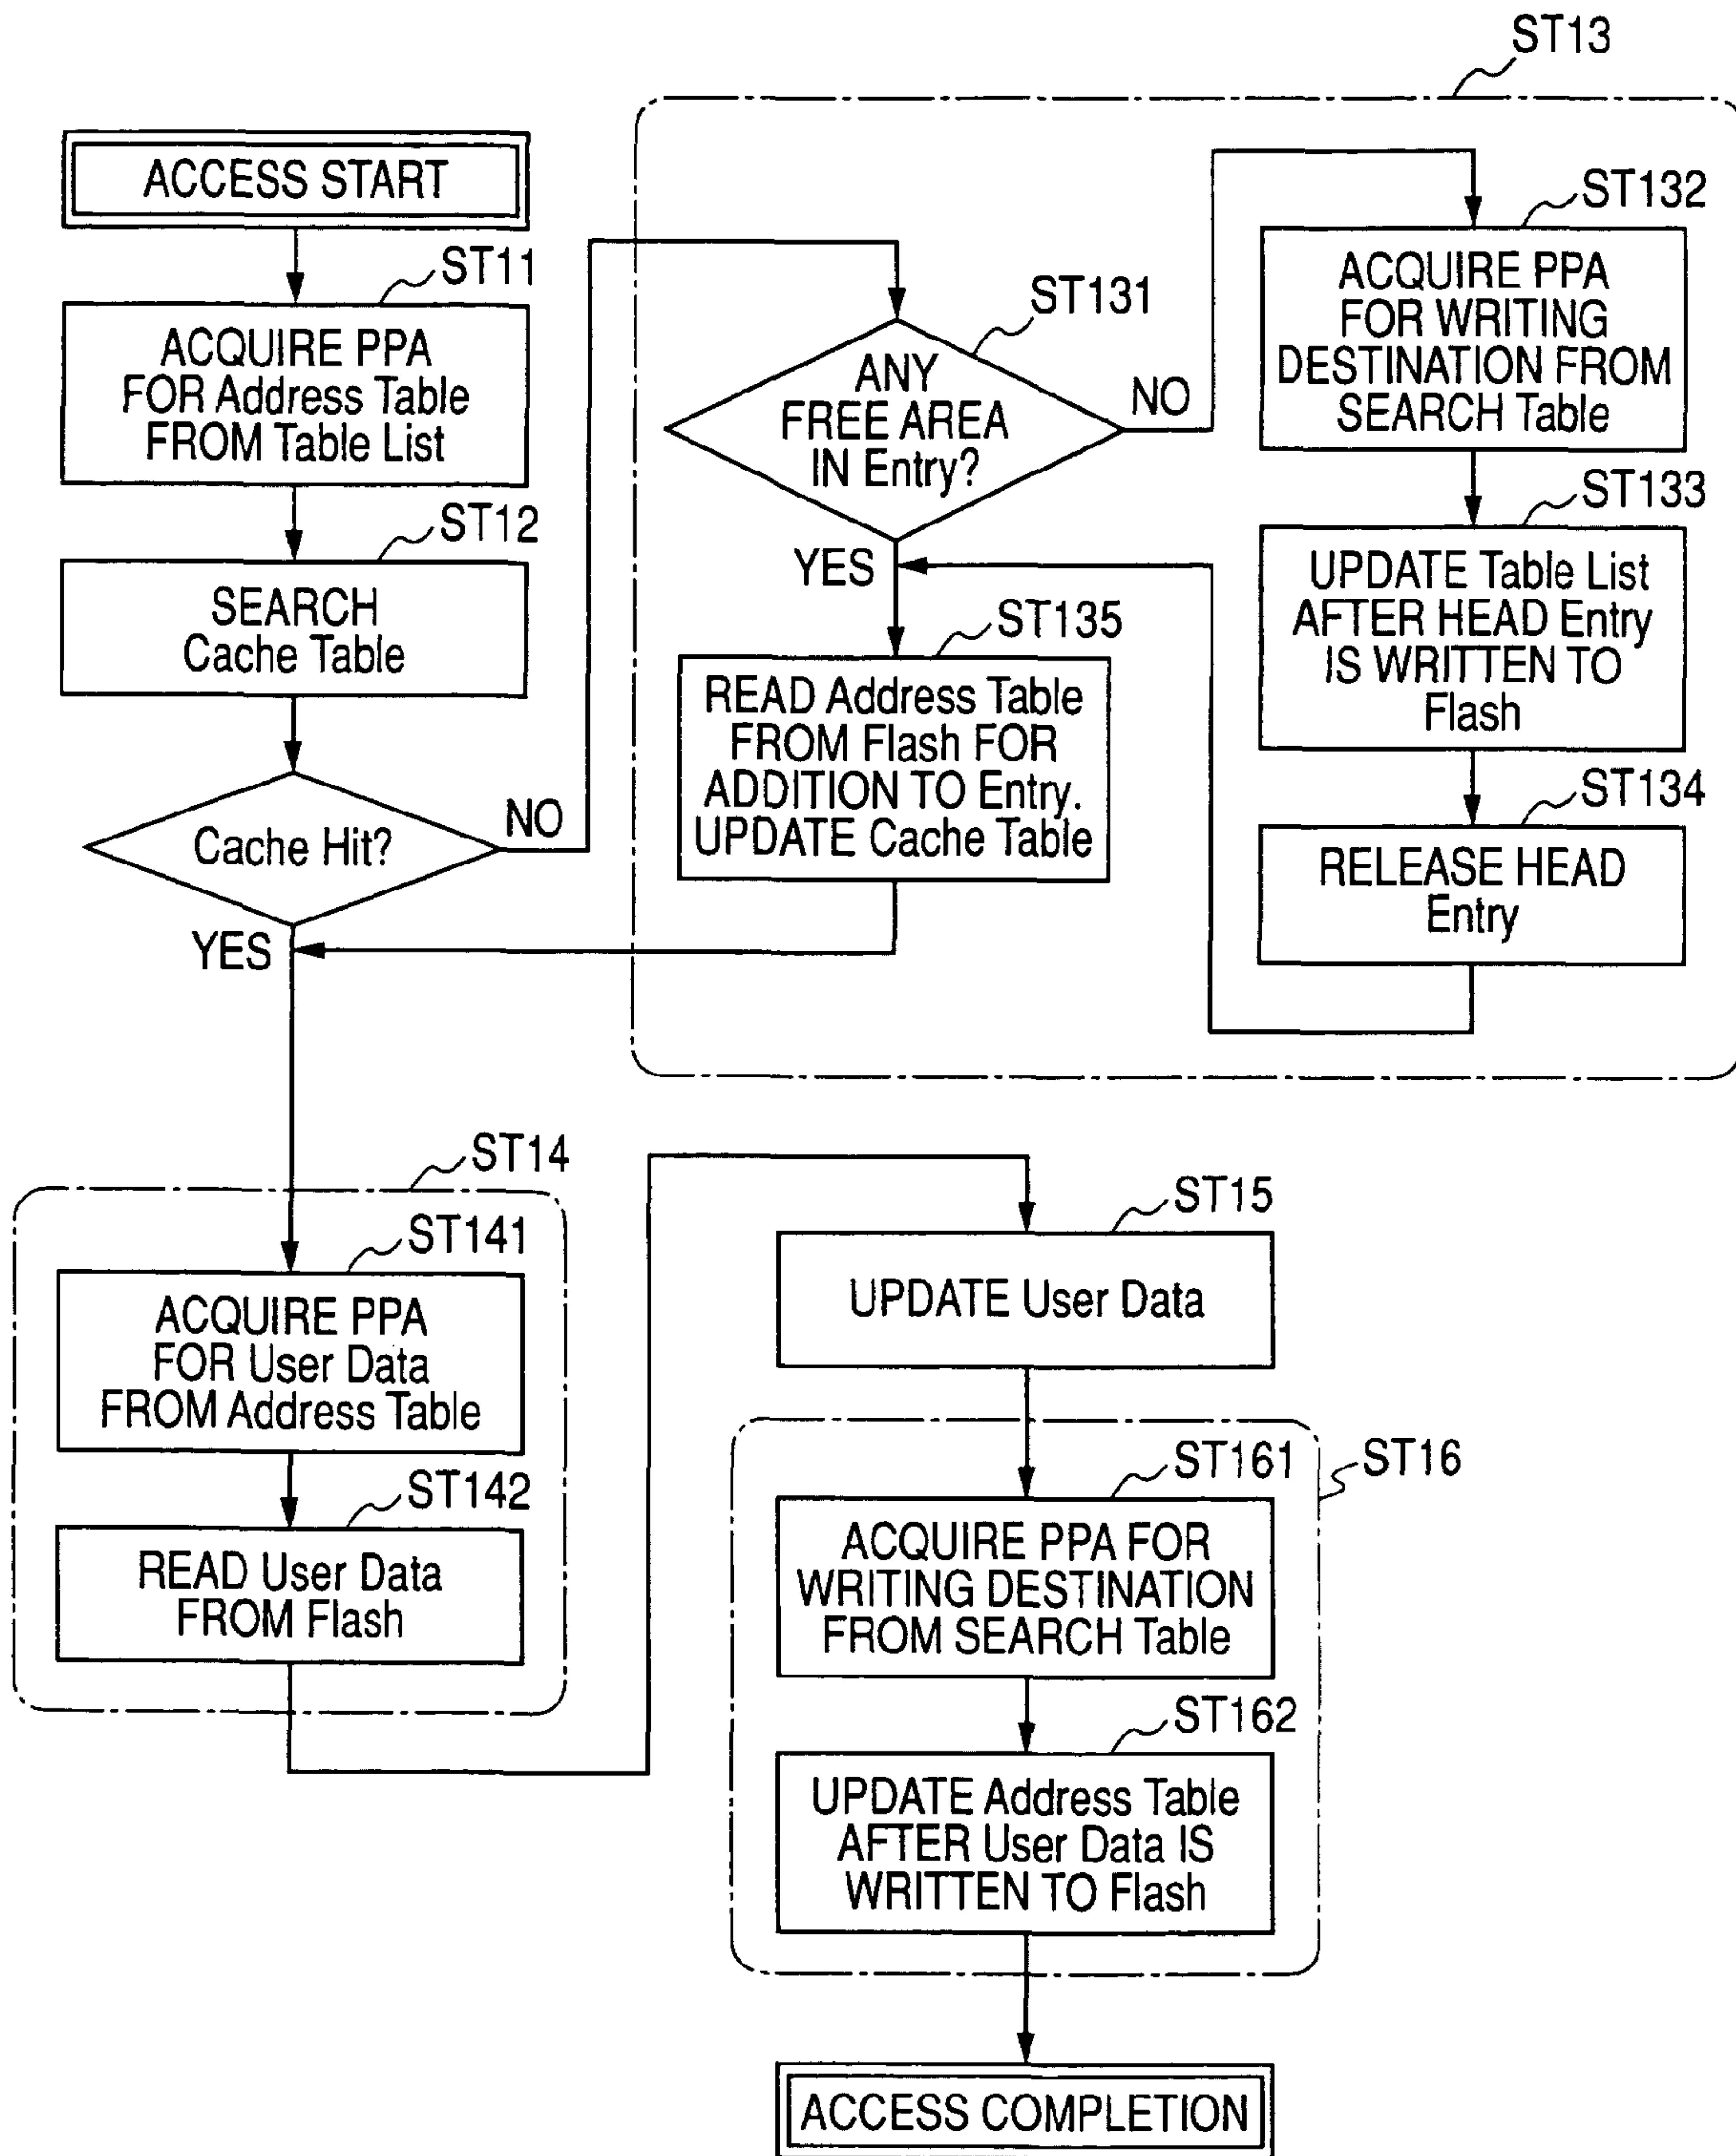 ACCESS START
ST11
ACQUIRE PPA
FOR Address Table
FROM Table List
ST12
SEARCH
Cache Table
Cache Hit?
NO
YES
ST13
ST131
ANY
FREE AREA
IN Entry?
NO
YES
ST132
ACQUIRE PPA
FOR WRITING
DESTINATION FROM
SEARCH Table
ST133
UPDATE Table List
AFTER HEAD Entry
IS WRITTEN TO
Flash
ST134
RELEASE HEAD
Entry
ST135
READ Address Table
FROM Flash FOR
ADDITION TO Entry.
UPDATE Cache Table
ST14
ST141
ACQUIRE PPA
FOR User Data
FROM Address Table
ST142
READ User Data
FROM Flash
ST15
UPDATE User Data
ST16
ST161
ACQUIRE PPA FOR
WRITING DESTINATION
FROM SEARCH Table
ST162
UPDATE Address Table
AFTER User Data IS
WRITTEN TO Flash
ACCESS COMPLETION